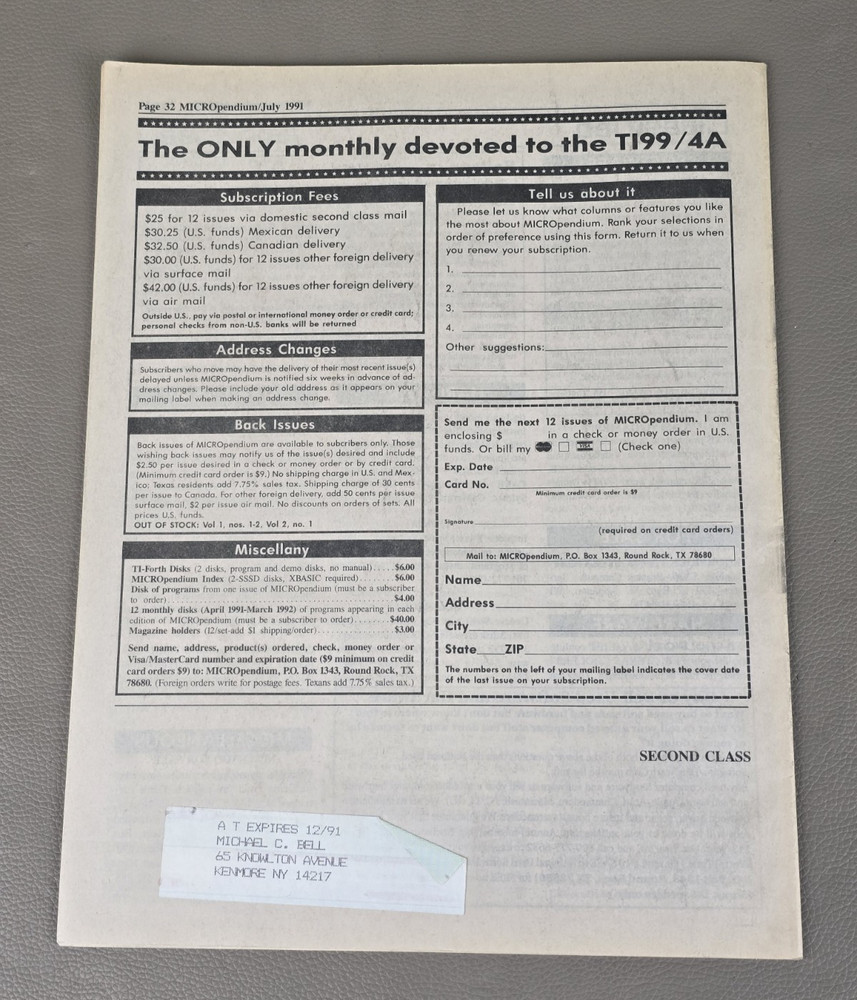 Page 32 MICROpendium/July 1991
The ONLY monthly devoted to the TI99/4A
Subscription Fees
$25 for 12 issues via domestic second class mail
$30.25 (U.S. funds) Mexican delivery
$32.50 (U.S. funds) Canadian delivery
$30.00 (U.S. funds) for 12 issues other foreign delivery
via surface mail
$42.00 (U.S. funds) for 12 issues other foreign delivery
via air mail
Outside U.S., pay via postal or international money order or credit card;
personal checks from non-U.S. banks will be returned
Address Changes
Subscribers who move may have the delivery of their most recent issue(s)
delayed unless MICROpendium is notified six weeks in advance of ad-
dress changes. Please include your old address as it appears on your
mailing label when making an address change.
Back Issues
Back issues of MICROpendium are available to subcribers only. Those
wishing back issues may notify us of the issue(s) desired and include
$2.50 per issue desired in a check or money order or by credit card.
(Minimum credit card order is $9.) No shipping charge in U.S. and Mex-
ico; Texas residents add 7.75% sales tax. Shipping charge of 30 cents
per issue to Canada. For other foreign delivery, add 50 cents per issue
surface mail, $2 per issue air mail. No discounts on orders of sets. All
prices U.S. funds.
OUT OF STOCK: Vol 1, nos. 1-2, Vol 2, no. 1
Miscellany
TI-Forth Disks (2 disks, program and demo disks, no manual).....$6.00
MICROpendium Index (2-SSSD disks, XBASIC required)........$6.00
Disk of programs from one issue of MICROpendium (must be a subscriber
to order)..............................$4.00
12 monthly disks (April 1991-March 1992) of programs appearing in each
edition of MICROpendium (must be a subscriber to order)........$40.00
Magazine holders (12/set-add $1 shipping/order)..........$3.00
Send name, address, product(s) ordered, check, money order or
Visa/MasterCard number and expiration date ($9 minimum on credit
card orders $9) to: MICROpendium, P.O. Box 1343, Round Rock, TX
78680. (Foreign orders write for postage fees. Texans add 7.75% sales tax.)
Tell us about it
Please let us know what columns or features you like
the most about MICROpendium. Rank your selections in
order of preference using this form. Return it to us when
you renew your subscription.
1.
2.
3.
4.
Other suggestions:
Send me the next 12 issues of MICROpendium. I am
enclosing $ in a check or money order in U.S.
funds. Or bill my VISA (Check one)
Exp. Date
Card No.
Minimum credit card order is $9
Signature
(required on credit card orders)
Mail to: MICROpendium, P.O. Box 1343, Round Rock, TX 78680
Name
Address
City
State ZIP
The numbers on the left of your mailing label indicates the cover date
of the last issue on your subscription.
SECOND CLASS
A T EXPIRES 12/91
MICHAEL C. BELL
65 KNOWLTON AVENUE
KENMORE NY 14217